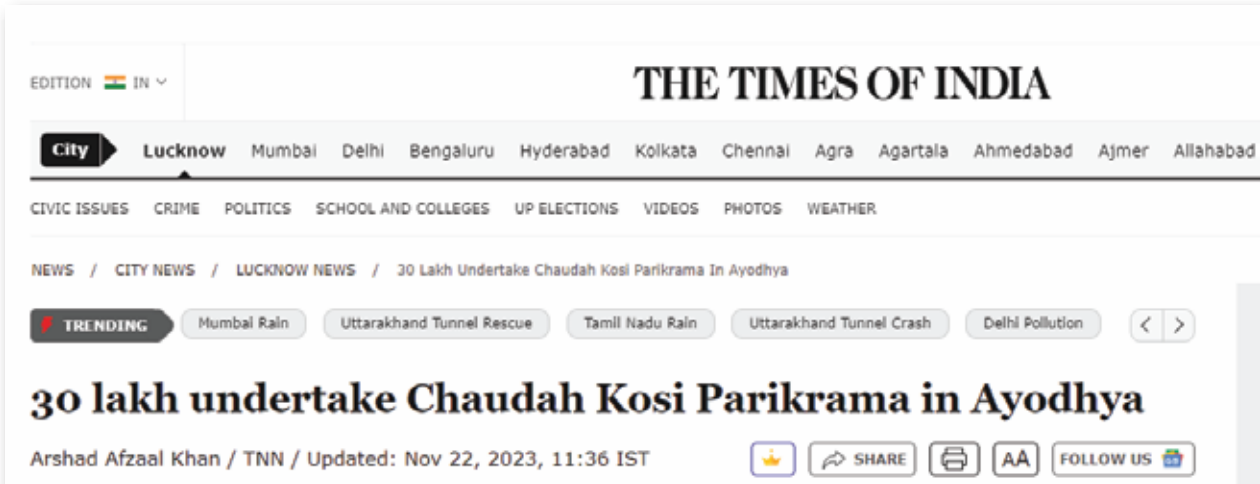 EDITION IN
THE TIMES OF INDIA
City Lucknow Mumbai Delhi Bengaluru Hyderabad Kolkata Chennai Agra Agartala Ahmedabad Ajmer Allahabad
CIVIC ISSUES CRIME POLITICS SCHOOL AND COLLEGES UP ELECTIONS VIDEOS PHOTOS WEATHER
NEWS / CITY NEWS / LUCKNOW NEWS / 30 Lakh Undertake Chaudah Kosi Parikrama In Ayodhya
TRENDING Mumbai Rain Uttarakhand Tunnel Rescue Tamil Nadu Rain Uttarakhand Tunnel Crash Delhi Pollution
30 lakh undertake Chaudah Kosi Parikrama in Ayodhya
Arshad Afzaal Khan / TNN / Updated: Nov 22, 2023, 11:36 IST SHARE AA FOLLOW US